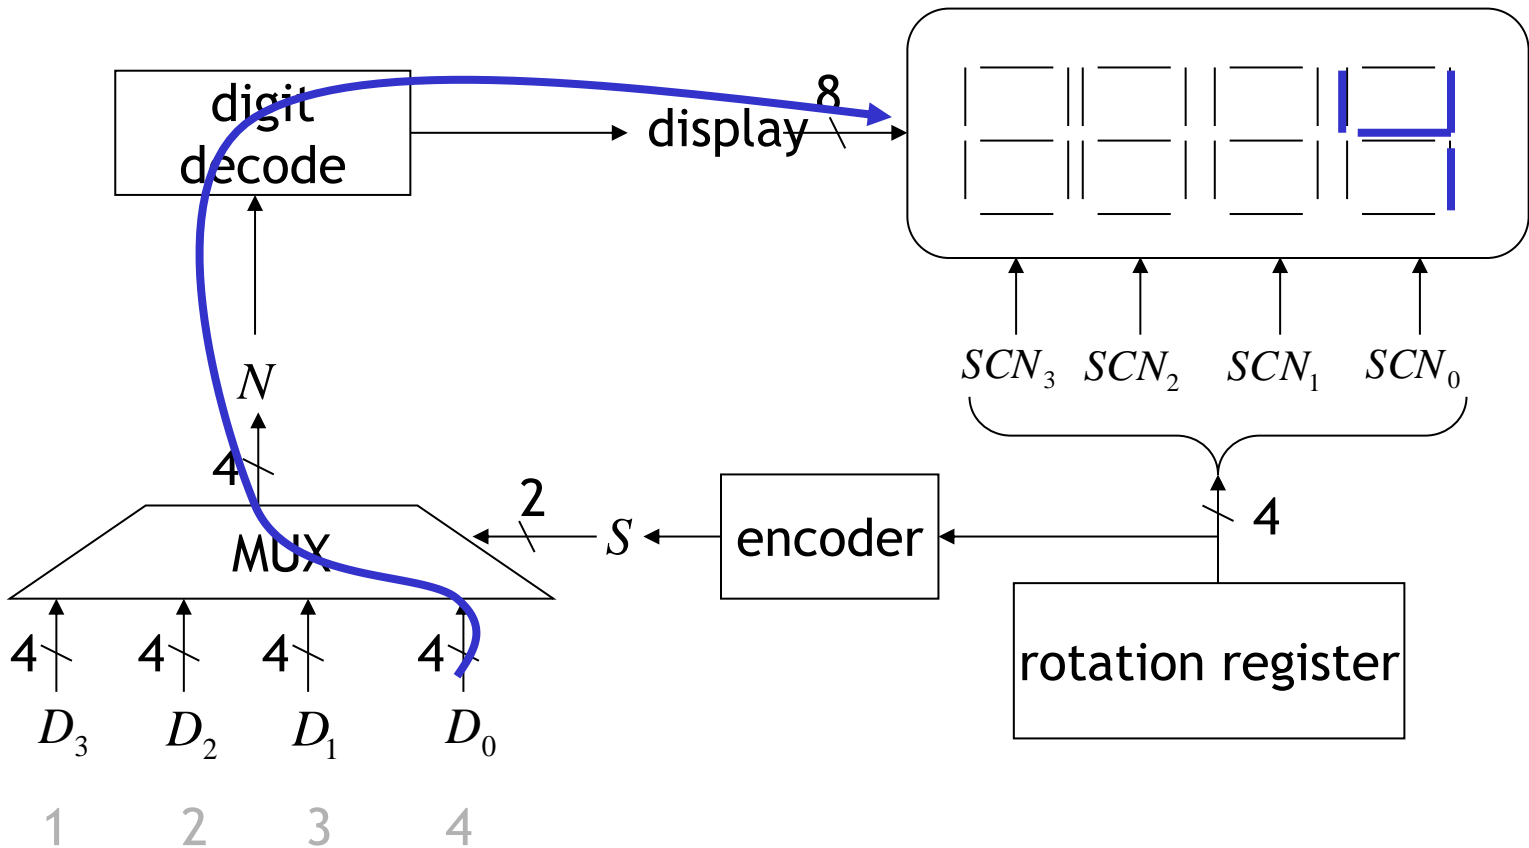 digit
decode
display
8
SCN3 SCN2 SCN1 SCN0
N
4
2
S
encoder
4
MUX
4 4 4 4
rotation register
D3 D2 D1 D0
1 2 3 4